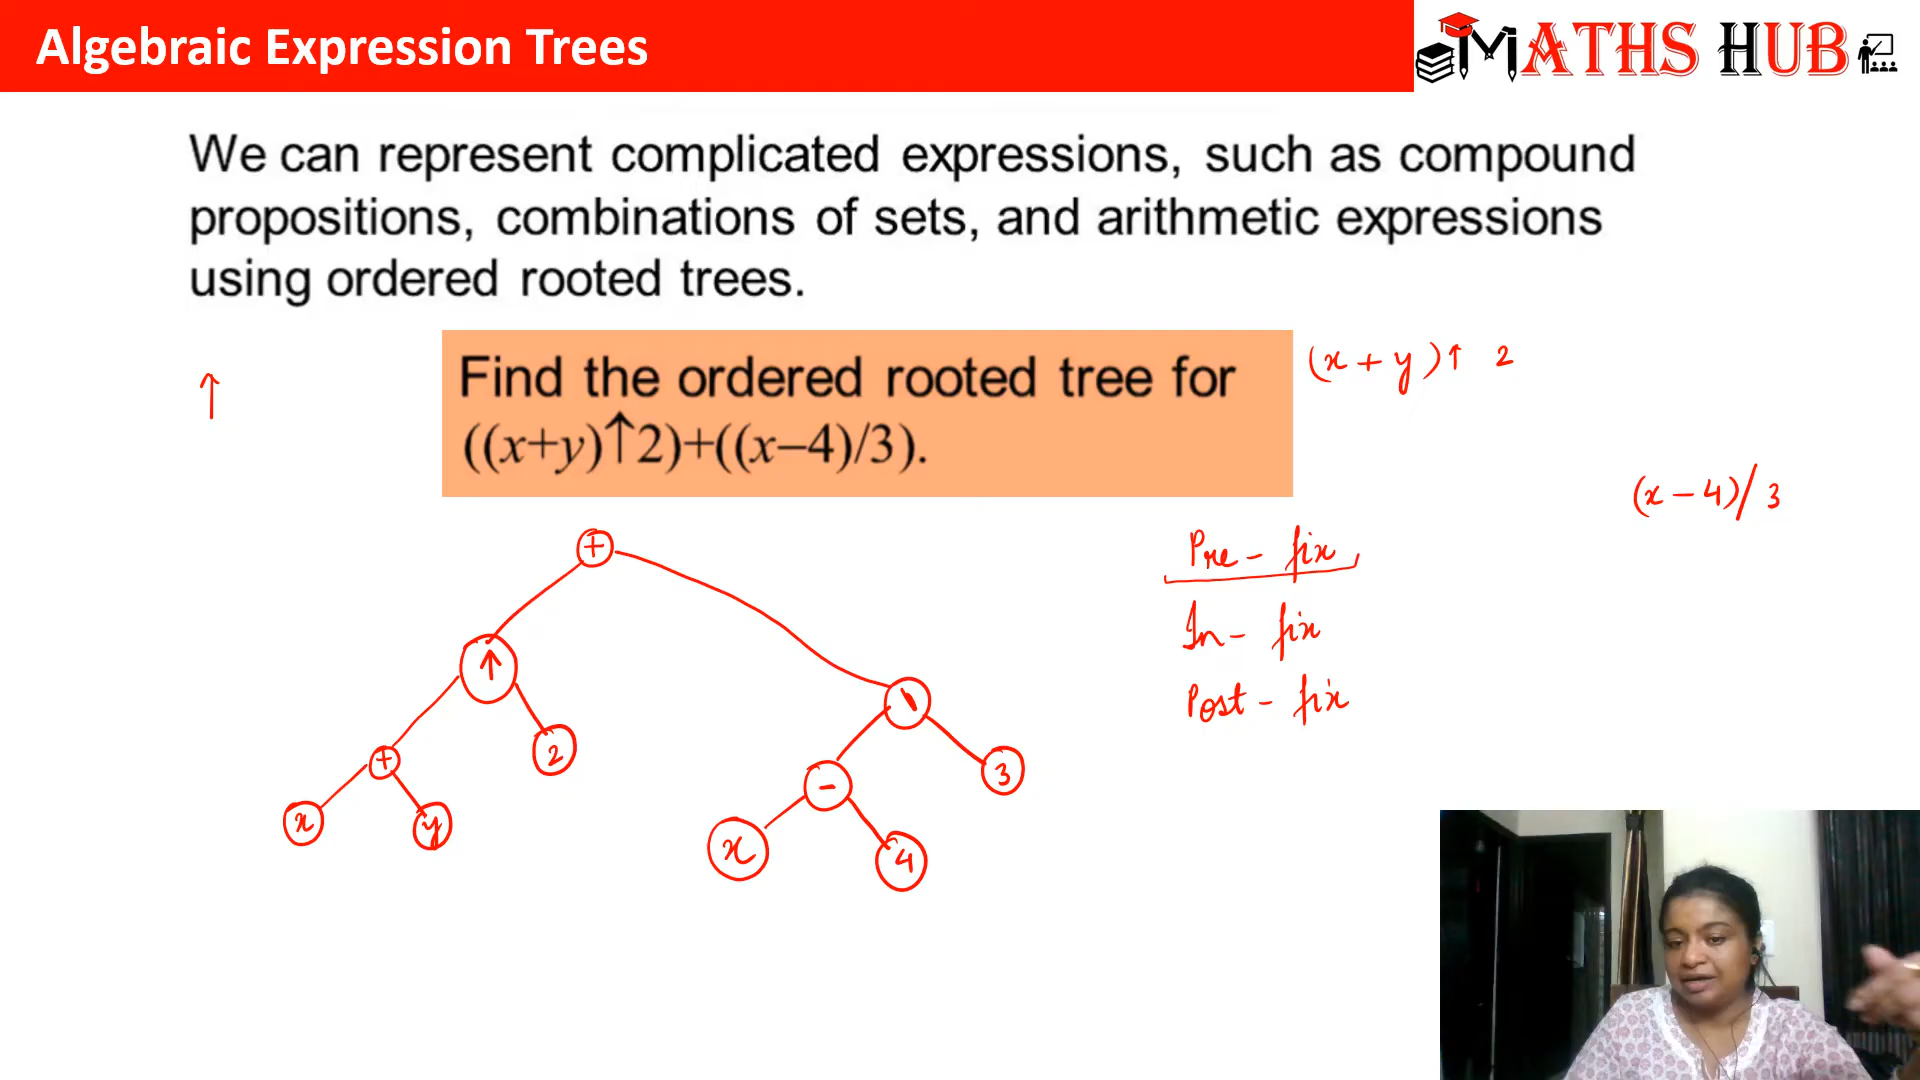 Algebraic Expression Trees
MATHS HUB
We can represent complicated expressions, such as compound
propositions, combinations of sets, and arithmetic expressions
using ordered rooted trees.
↑
Find the ordered rooted tree for
((x+y)↑2)+((x–4)/3).
(x + y)↑ 2
(x – 4)/ 3
+
↑
\
+
2
–
3
x
y
x
4
Pre - fix
In - fix
Post - fix